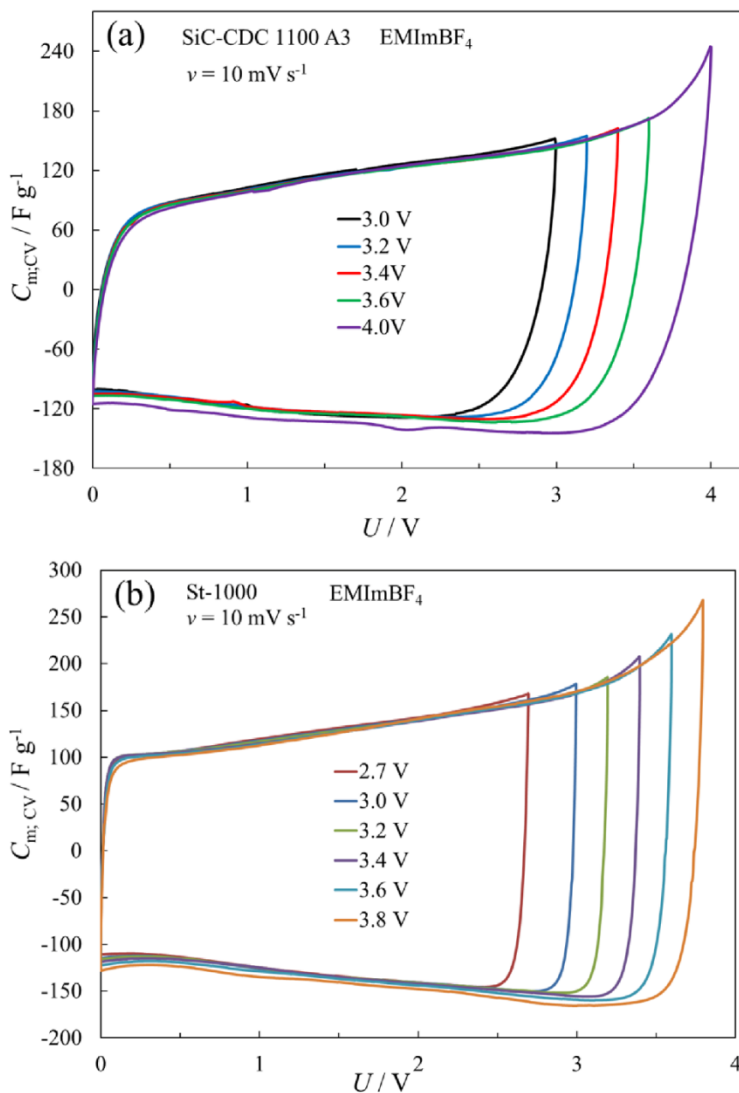 (a) SiC-CDC 1100 A3 EMImBF₄
v = 10 mV s⁻¹
C m;CV / F g⁻¹
240
180
120
60
0
-60
-120
-180
3.0 V
3.2 V
3.4V
3.6V
4.0V
0 1 2 3 4
U / V
(b) St-1000 EMImBF₄
v = 10 mV s⁻¹
C m; CV / F g⁻¹
300
250
200
150
100
50
0
-50
-100
-150
-200
2.7 V
3.0 V
3.2 V
3.4 V
3.6 V
3.8 V
0 1 2 3 4
U / V